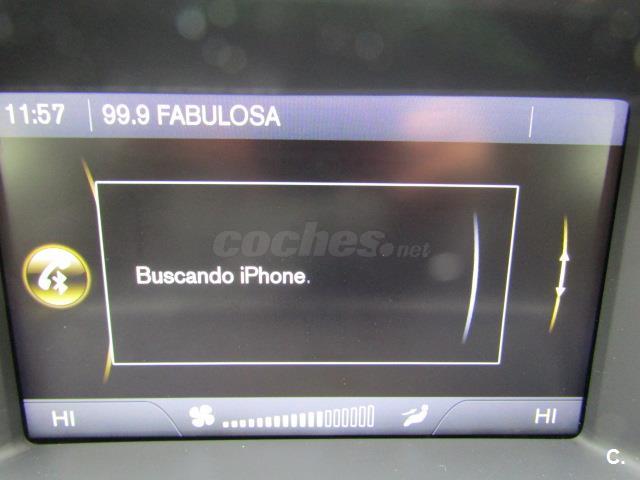 11:57 99.9 FABULOSA
coches.net
Buscando iPhone.
HI HI
C.